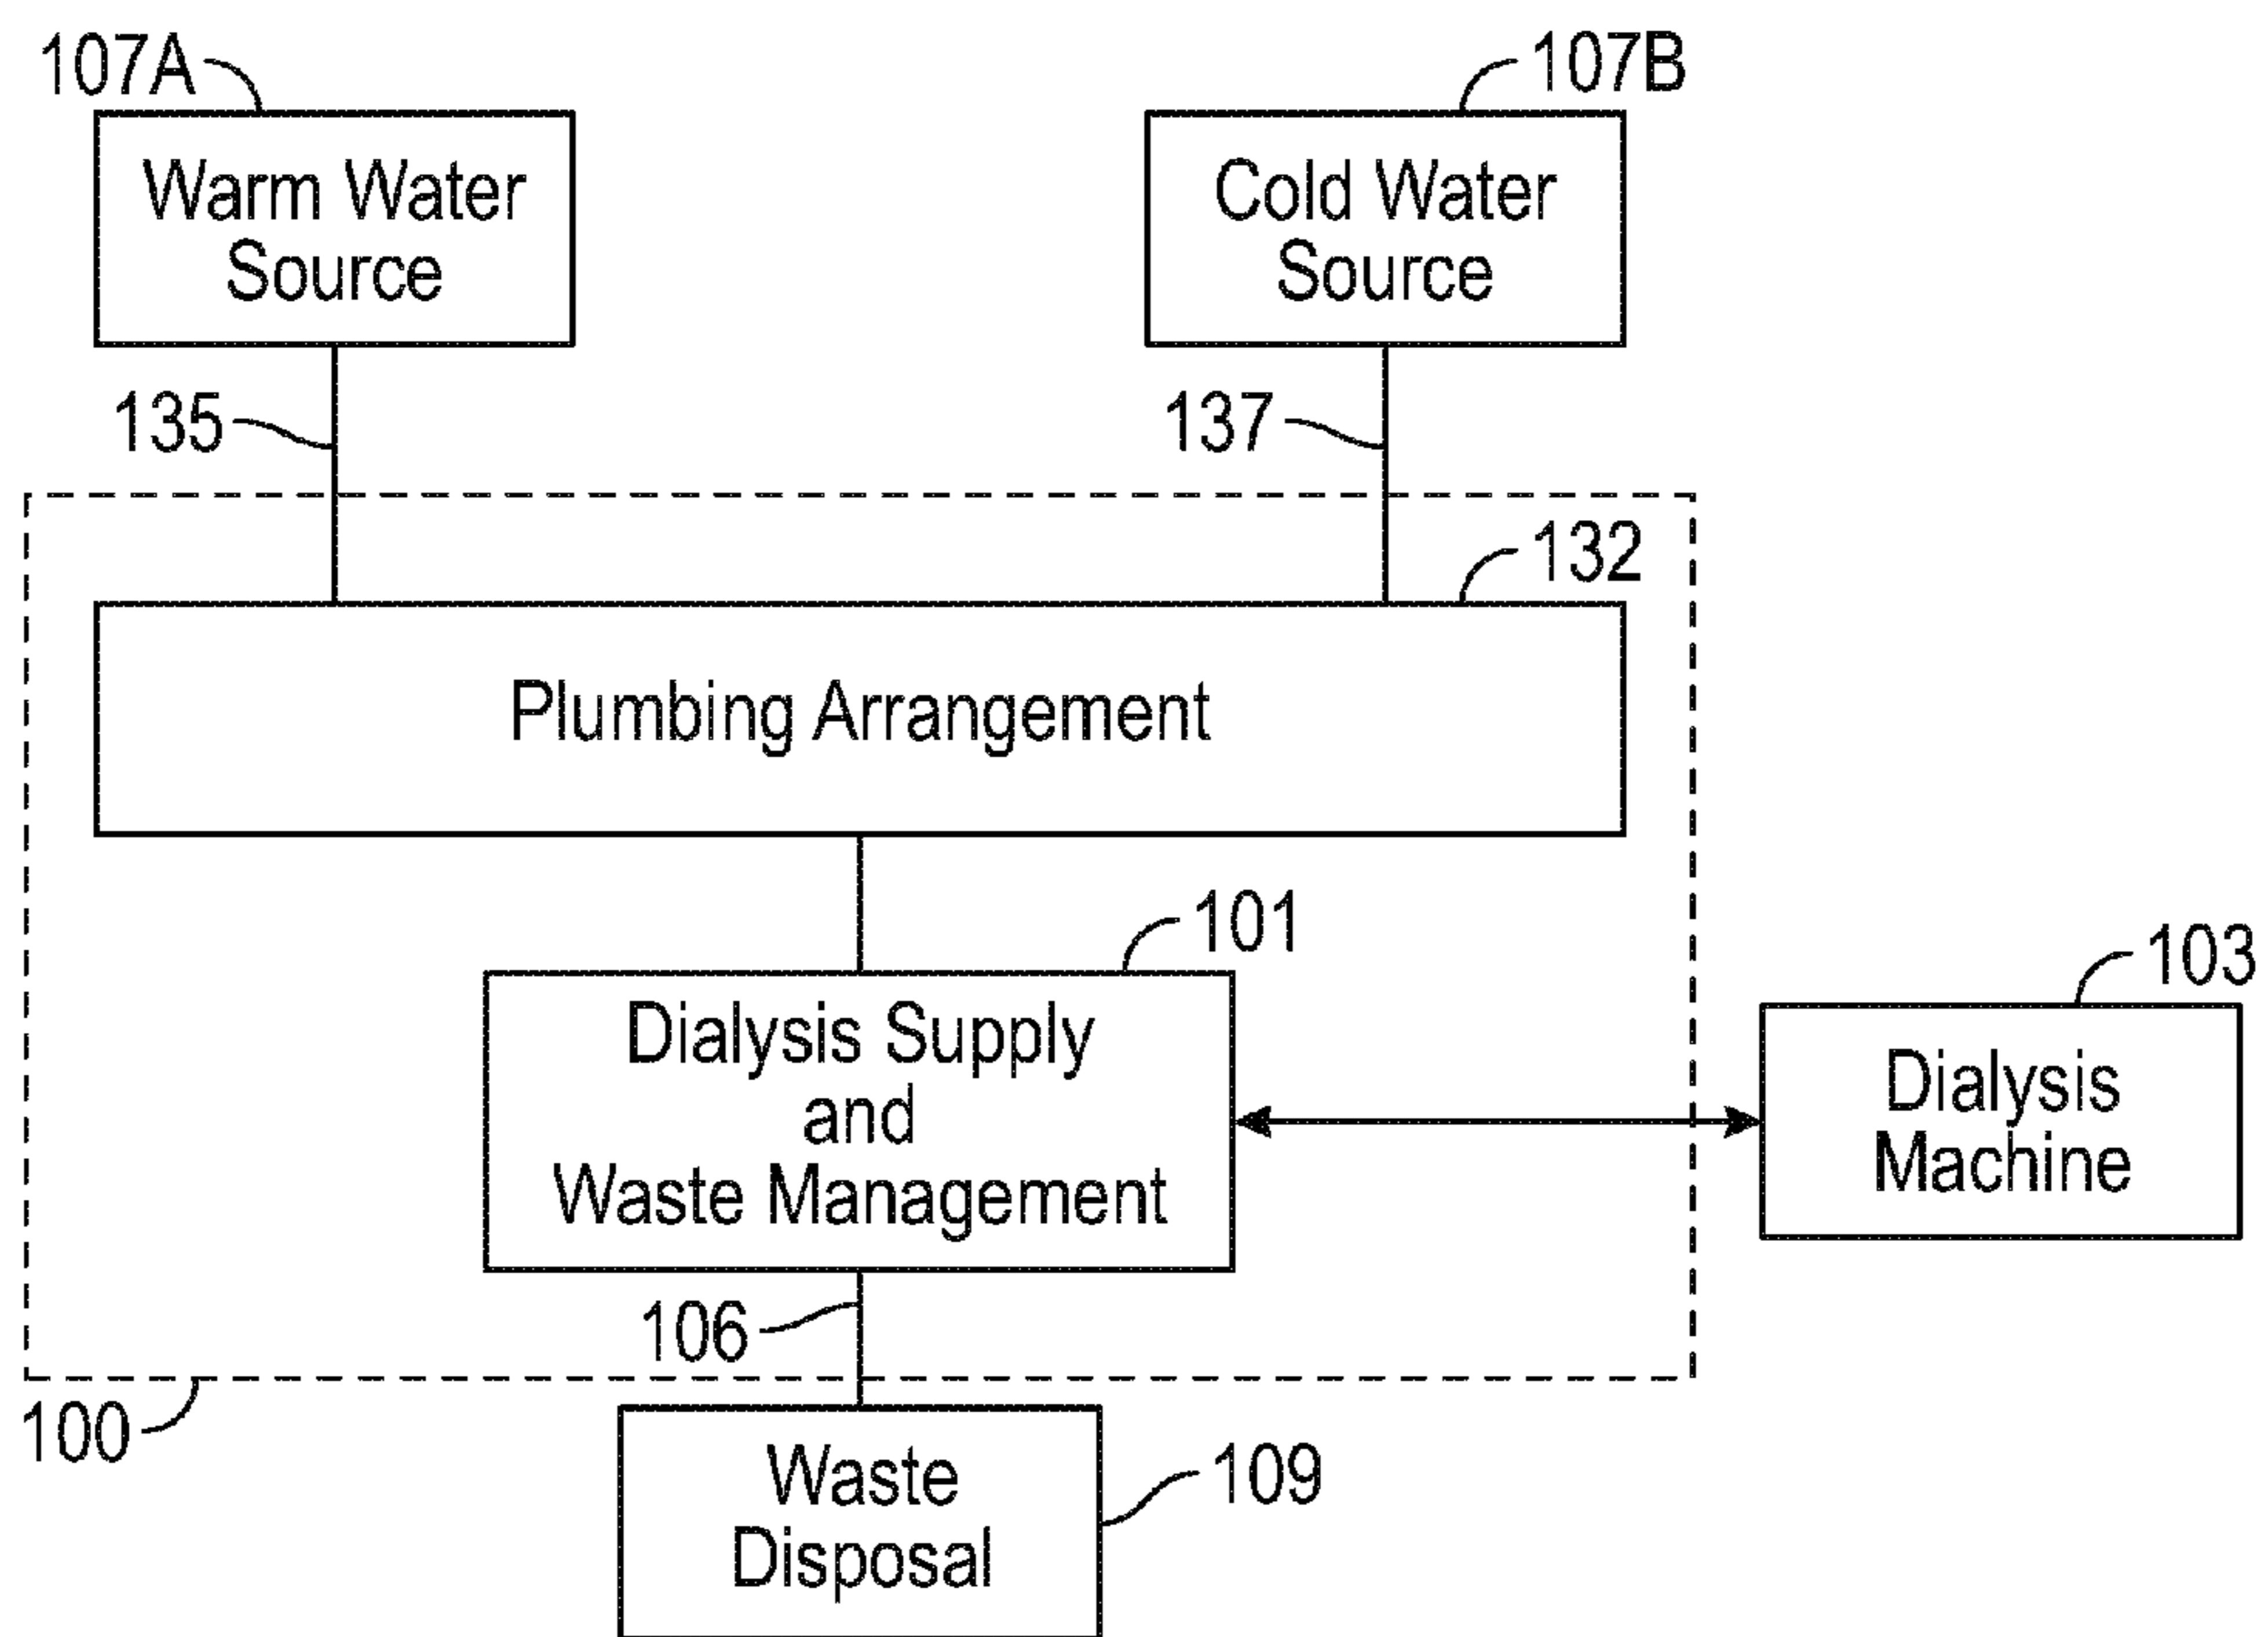 107A
107B
Warm Water
Source
Cold Water
Source
135
137
132
Plumbing Arrangement
101
103
Dialysis Supply
and
Waste Management
Dialysis
Machine
106
100
Waste
Disposal
109